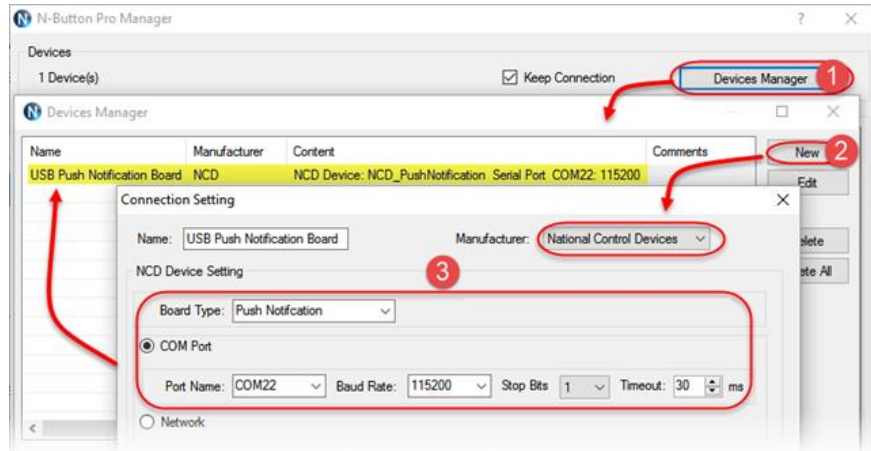 N-Button Pro Manager
Devices
1 Device(s) Keep Connection Devices Manager 1
Devices Manager
Name Manufacturer Content Comments New 2
USB Push Notification Board NCD NCD Device: NCD_PushNotification Serial Port COM22: 115200 Edit
Connection Setting
Name: USB Push Notification Board Manufacturer: National Control Devices elete
NCD Device Setting 3 ete All
Board Type: Push Notifcation
COM Port
Port Name: COM22 Baud Rate: 115200 Stop Bits 1 Timeout: 30 ms
Network